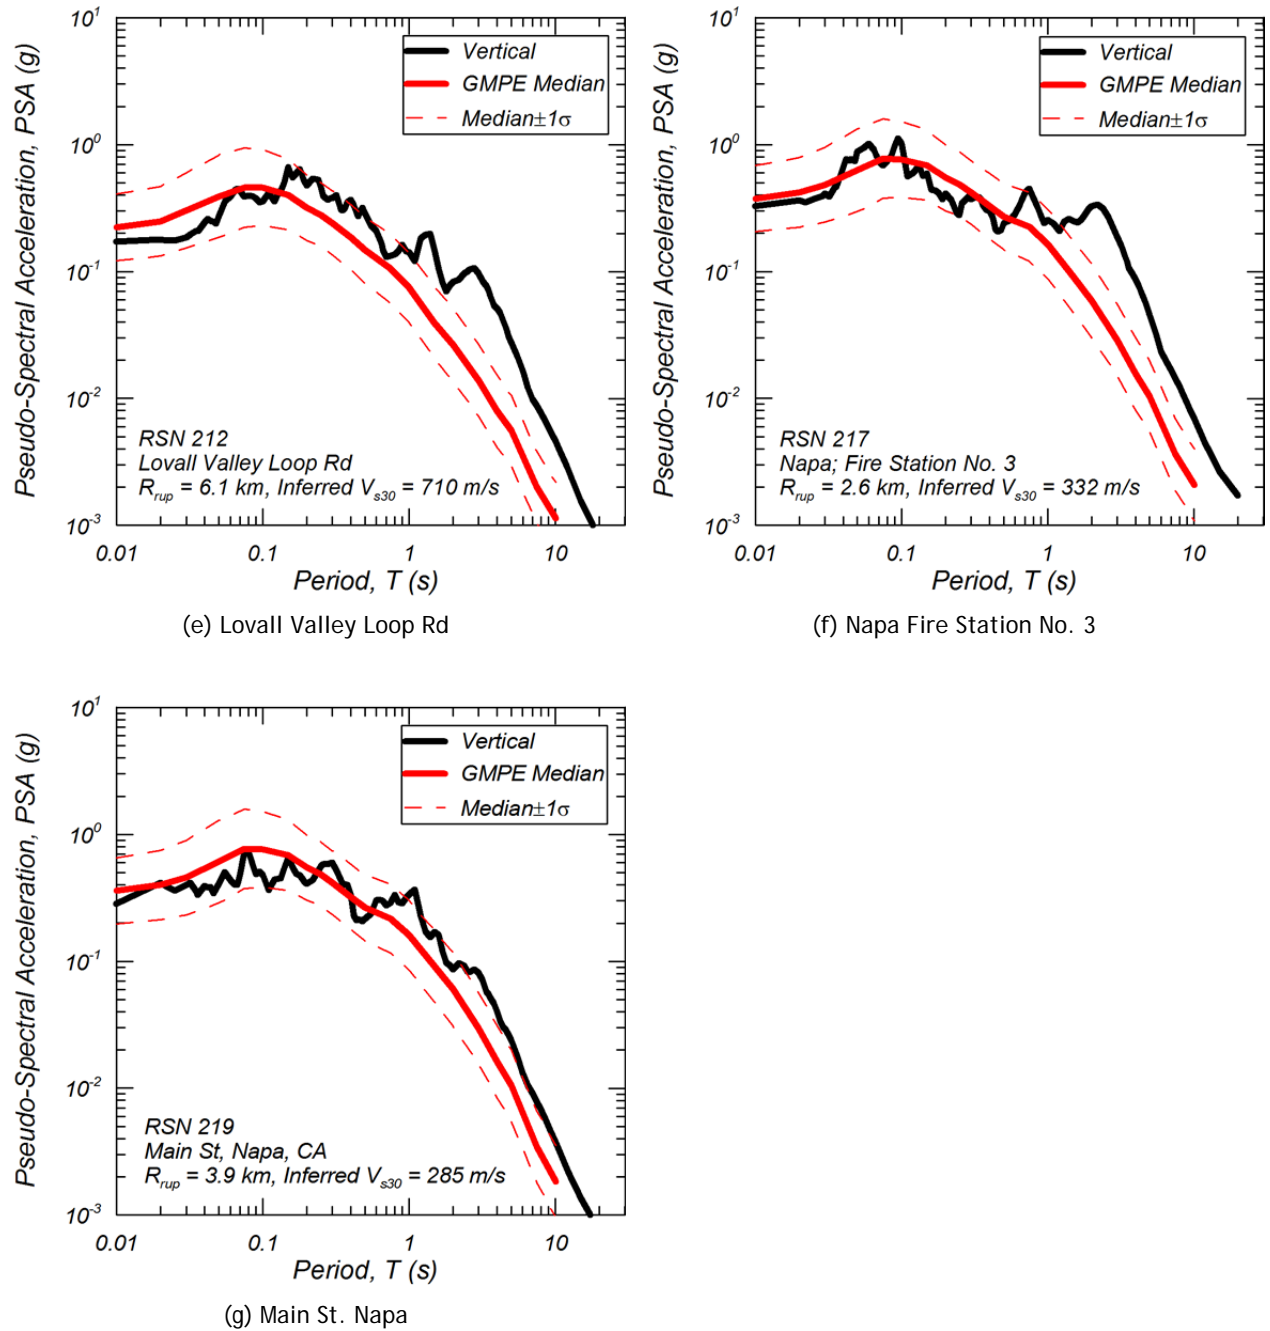 Pseudo-Spectral Acceleration, PSA (g)
10¹
10⁰
10⁻¹
10⁻²
10⁻³
Vertical
GMPE Median
Median±1σ
RSN 212
Lovall Valley Loop Rd
R_rup = 6.1 km, Inferred V_s30 = 710 m/s
0.01 0.1 1 10
Period, T (s)
(e) Lovall Valley Loop Rd
Pseudo-Spectral Acceleration, PSA (g)
10¹
10⁰
10⁻¹
10⁻²
10⁻³
Vertical
GMPE Median
Median±1σ
RSN 217
Napa; Fire Station No. 3
R_rup = 2.6 km, Inferred V_s30 = 332 m/s
0.01 0.1 1 10
Period, T (s)
(f) Napa Fire Station No. 3
Pseudo-Spectral Acceleration, PSA (g)
10¹
10⁰
10⁻¹
10⁻²
10⁻³
Vertical
GMPE Median
Median±1σ
RSN 219
Main St, Napa, CA
R_rup = 3.9 km, Inferred V_s30 = 285 m/s
0.01 0.1 1 10
Period, T (s)
(g) Main St. Napa